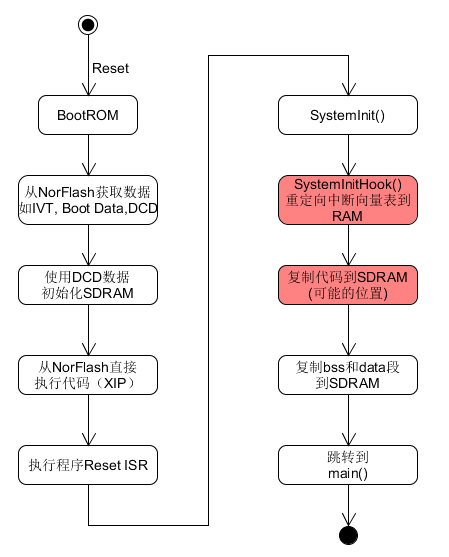 Reset
BootROM
从NorFlash获取数据
如IVT, Boot Data,DCD
使用DCD数据
初始化SDRAM
从NorFlash直接
执行代码（XIP）
执行程序Reset ISR
SystemInit()
SystemInitHook()
重定向中断向量表到
RAM
复制代码到SDRAM
(可能的位置)
复制bss和data段
到SDRAM
跳转到
main()